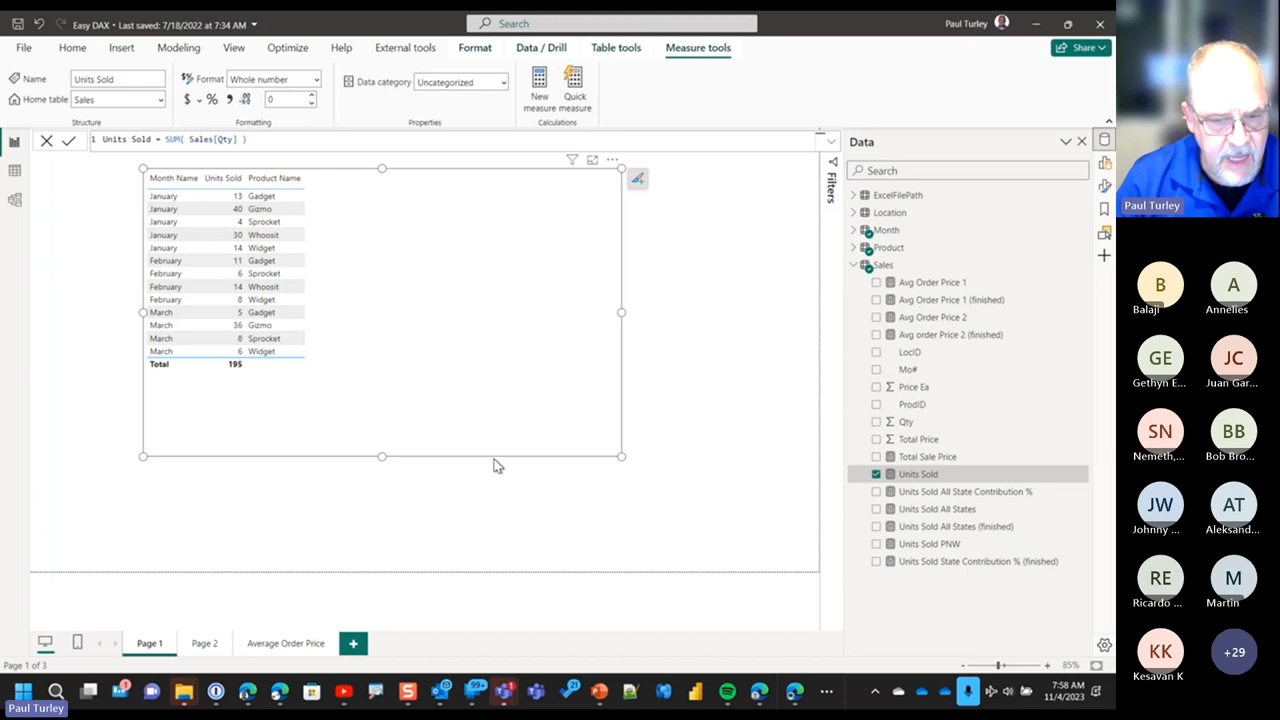 Easy DAX • Last saved: 7/18/2022 at 7:34 AM
Search
Paul Turley
File
Home
Insert
Modeling
View
Optimize
Help
External tools
Format
Data / Drill
Table tools
Measure tools
Share
Name
Units Sold
Format
Whole number
Data category
Uncategorized
New measure
Quick measure
Home table
Sales
$ % 9 0
Structure
Formatting
Properties
Calculations
1 Units Sold = SUM( Sales[Qty] )
Month Name Units Sold Product Name
January 13 Gadget
January 40 Gizmo
January 4 Sprocket
January 30 Whoosit
January 14 Widget
February 11 Gadget
February 6 Sprocket
February 14 Whoosit
February 8 Widget
March 5 Gadget
March 36 Gizmo
March 8 Sprocket
March 6 Widget
Total 195
Filters
Data
Search
ExcelFilePath
Location
Month
Product
Sales
Avg Order Price 1
Avg Order Price 1 (finished)
Avg Order Price 2
Avg order Price 2 (finished)
LocID
Mo#
Price Ea
ProdID
Qty
Total Price
Total Sale Price
Units Sold
Units Sold All State Contribution %
Units Sold All States
Units Sold All States (finished)
Units Sold PNW
Units Sold State Contribution % (finished)
Page 1
Page 2
Average Order Price
Page 1 of 3
85%
99+
21
7:58 AM
11/4/2023
Paul Turley
Paul Turley
B
Balaji
A
Annelies
GE
Gethyn E...
JC
Juan Gar...
SN
Nemeth,...
BB
Bob Bro...
JW
Johnny ...
AT
Aleksand...
RE
Ricardo ...
M
Martin
KK
Kesavan K
+29